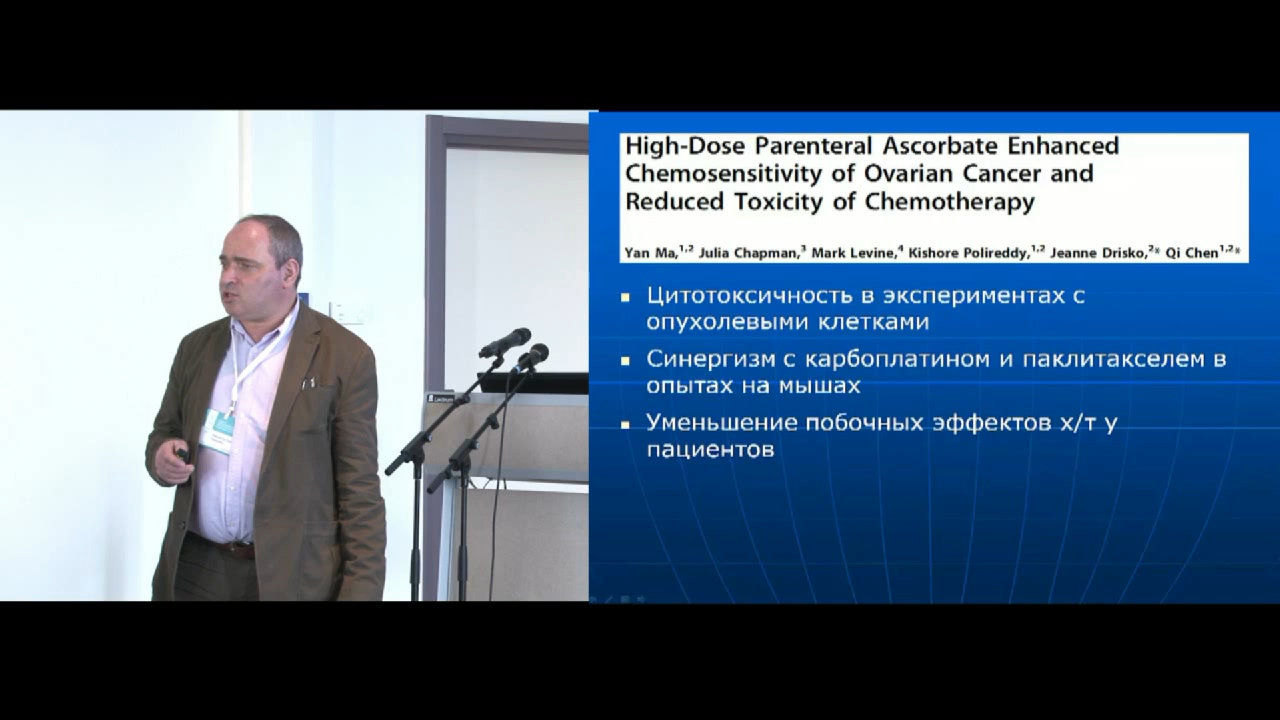 High-Dose Parenteral Ascorbate Enhanced
Chemosensitivity of Ovarian Cancer and
Reduced Toxicity of Chemotherapy
Yan Ma,1,2 Julia Chapman,3 Mark Levine,4 Kishore Polireddy,1,2 Jeanne Drisko,2* Qi Chen1,2*
Цитотоксичность в экспериментах с
опухолевыми клетками
Синергизм с карбоплатином и паклитакселем в
опытах на мышах
Уменьшение побочных эффектов х/т у
пациентов